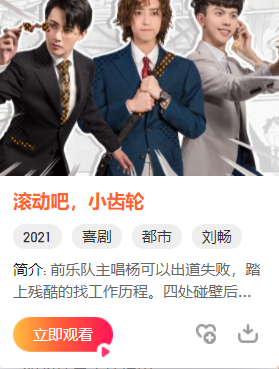 滚动吧，小齿轮
2021 喜剧 都市 刘畅
简介: 前乐队主唱杨可以出道失败，踏
上残酷的找工作历程。四处碰壁后...
立即观看